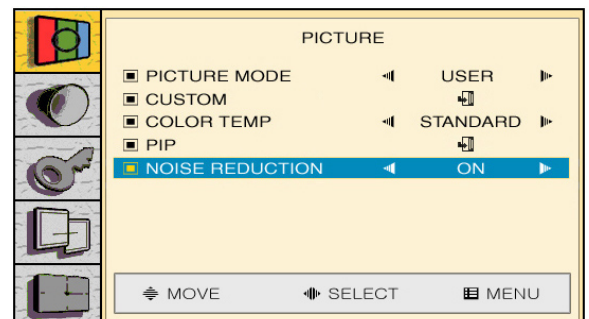 PICTURE
PICTURE MODE USER
CUSTOM
COLOR TEMP STANDARD
PIP
NOISE REDUCTION ON
MOVE SELECT MENU